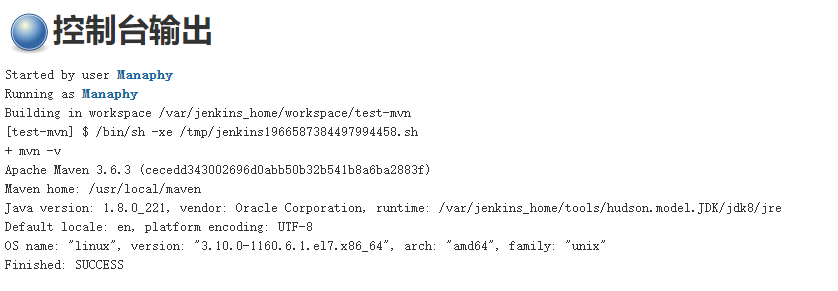 控制台输出
Started by user Manaphy
Running as Manaphy
Building in workspace /var/jenkins_home/workspace/test-mvn
[test-mvn] $ /bin/sh -xe /tmp/jenkins1966587384497994458.sh
+ mvn -v
Apache Maven 3.6.3 (cecedd343002696d0abb50b32b541b8a6ba2883f)
Maven home: /usr/local/maven
Java version: 1.8.0_221, vendor: Oracle Corporation, runtime: /var/jenkins_home/tools/hudson.model.JDK/jdk8/jre
Default locale: en, platform encoding: UTF-8
OS name: "linux", version: "3.10.0-1160.6.1.el7.x86_64", arch: "amd64", family: "unix"
Finished: SUCCESS